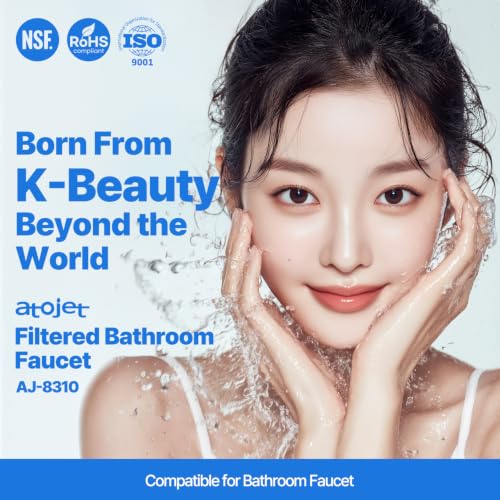 NSF.
RoHS
compliant
ISO
9001
Born From
K-Beauty
Beyond the
World
atojet
Filtered Bathroom
Faucet
AJ-8310
Compatible for Bathroom Faucet